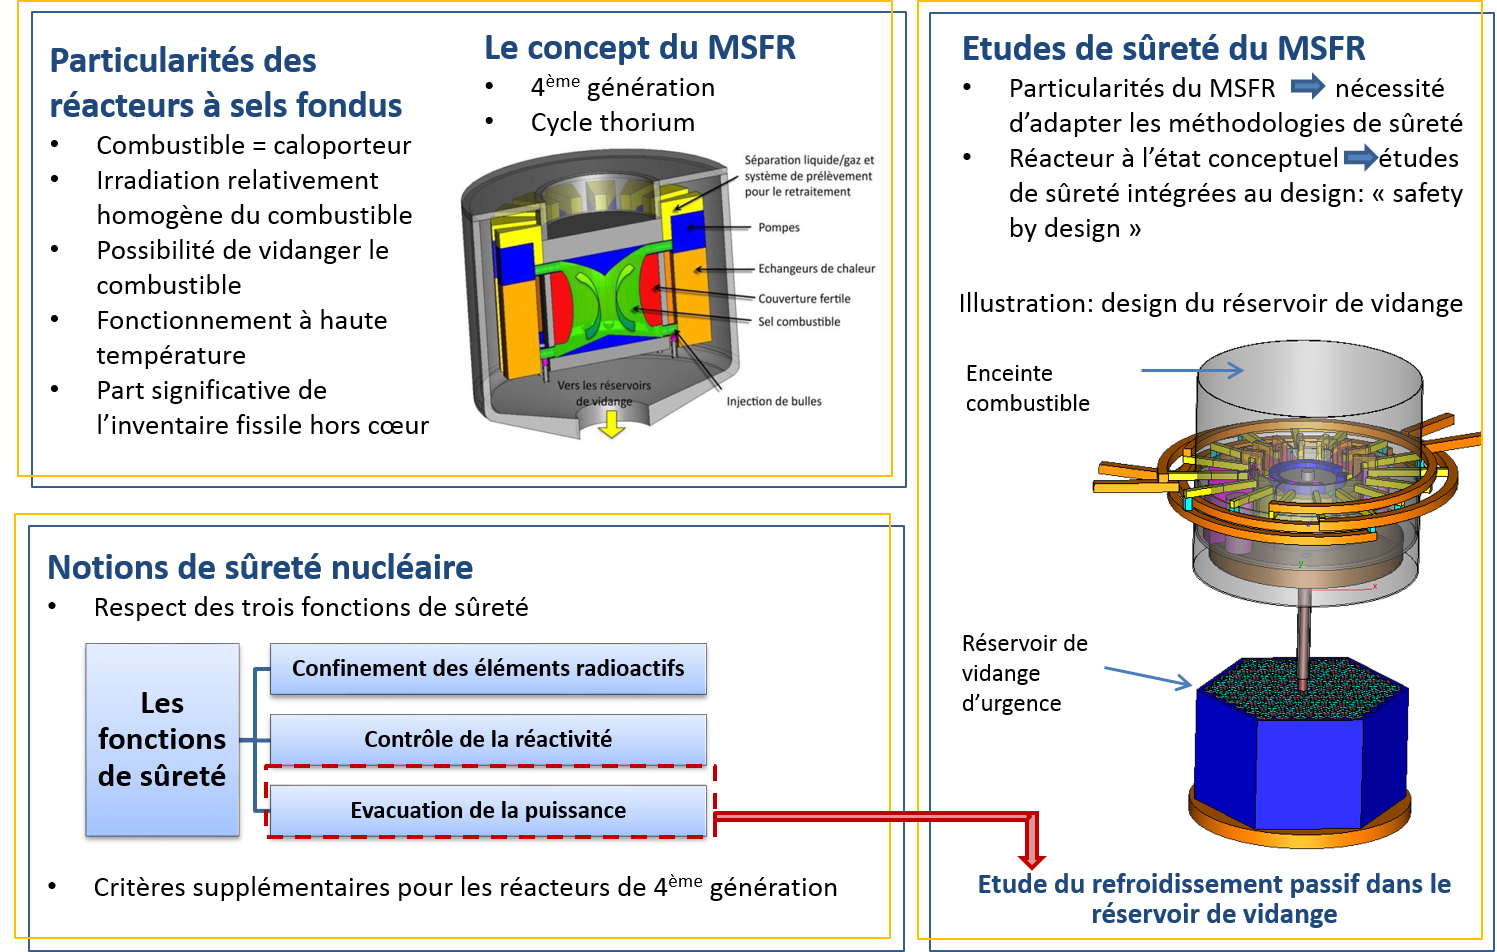 Particularités des
réacteurs à sels fondus
• Combustible = caloporteur
• Irradiation relativement
homogène du combustible
• Possibilité de vidanger le
combustible
• Fonctionnement à haute
température
• Part significative de
l’inventaire fissile hors cœur
Le concept du MSFR
• 4ème génération
• Cycle thorium
Séparation liquide/gaz et
système de prélèvement
pour le retraitement
Pompes
Echangeurs de chaleur
Couverture fertile
Sel combustible
Injection de bulles
Vers les réservoirs
de vidange
Notions de sûreté nucléaire
• Respect des trois fonctions de sûreté
Les
fonctions
de sûreté
Confinement des éléments radioactifs
Contrôle de la réactivité
Evacuation de la puissance
• Critères supplémentaires pour les réacteurs de 4ème génération
Etudes de sûreté du MSFR
• Particularités du MSFR nécessité
d’adapter les méthodologies de sûreté
• Réacteur à l’état conceptuel études
de sûreté intégrées au design: « safety
by design »
Illustration: design du réservoir de vidange
Enceinte
combustible
y
x
Réservoir de
vidange
d’urgence
Etude du refroidissement passif dans le
réservoir de vidange